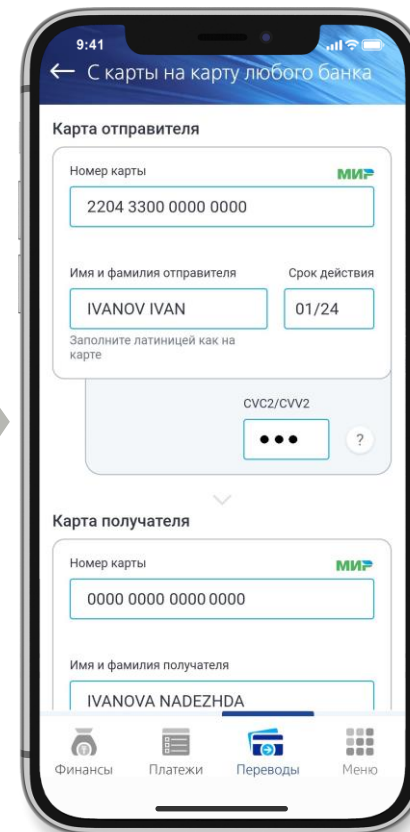 9:41
С карты на карту любого банка
Карта отправителя
Номер карты
МИР
2204 3300 0000 0000
Имя и фамилия отправителя Срок действия
IVANOV IVAN 01/24
Заполните латиницей как на
карте
CVC2/CVV2
●●● ?
Карта получателя
Номер карты
МИР
0000 0000 0000 0000
Имя и фамилия получателя
IVANOVA NADEZHDA
Финансы Платежи Переводы Меню